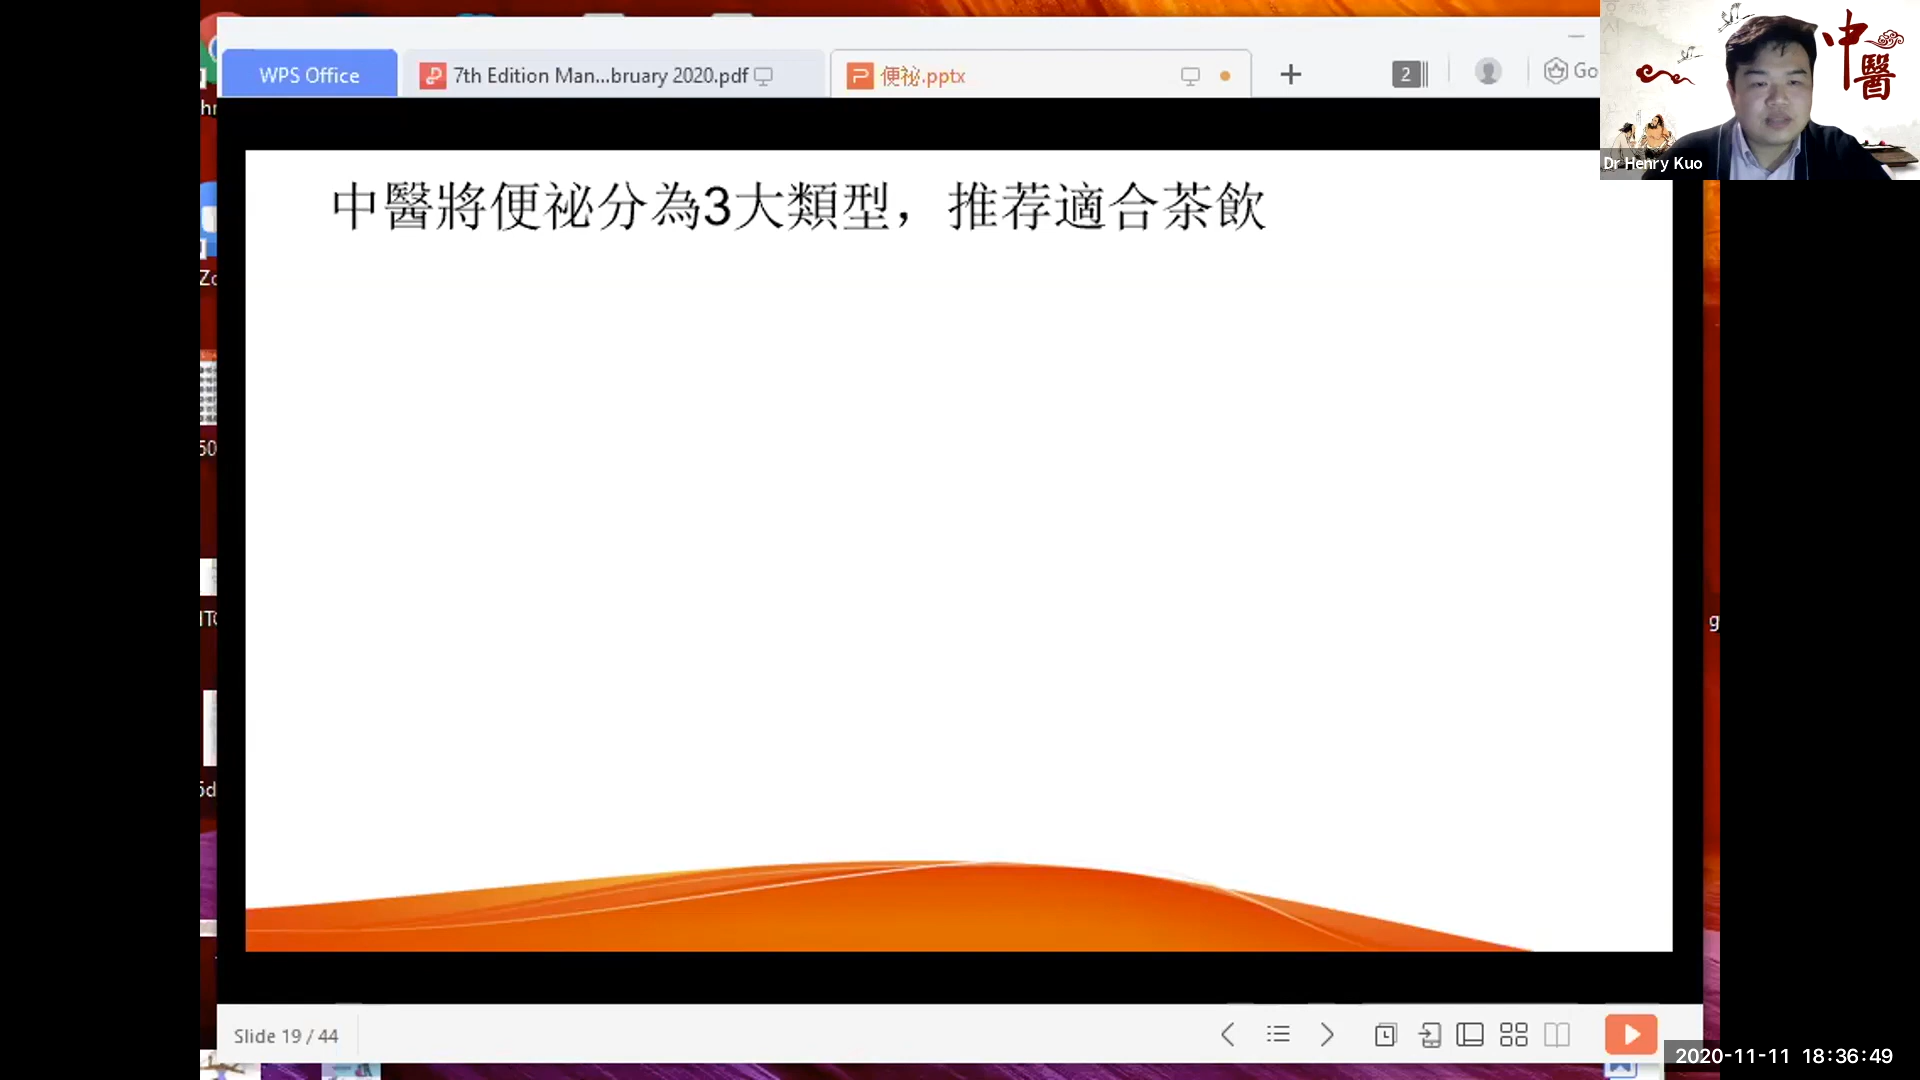 WPS Office
7th Edition Man...bruary 2020.pdf
便祕.pptx
2
Go
中醫
Dr Henry Kuo
中醫將便祕分為3大類型，推荐適合茶飲
Slide 19 / 44
2020-11-11 18:36:49